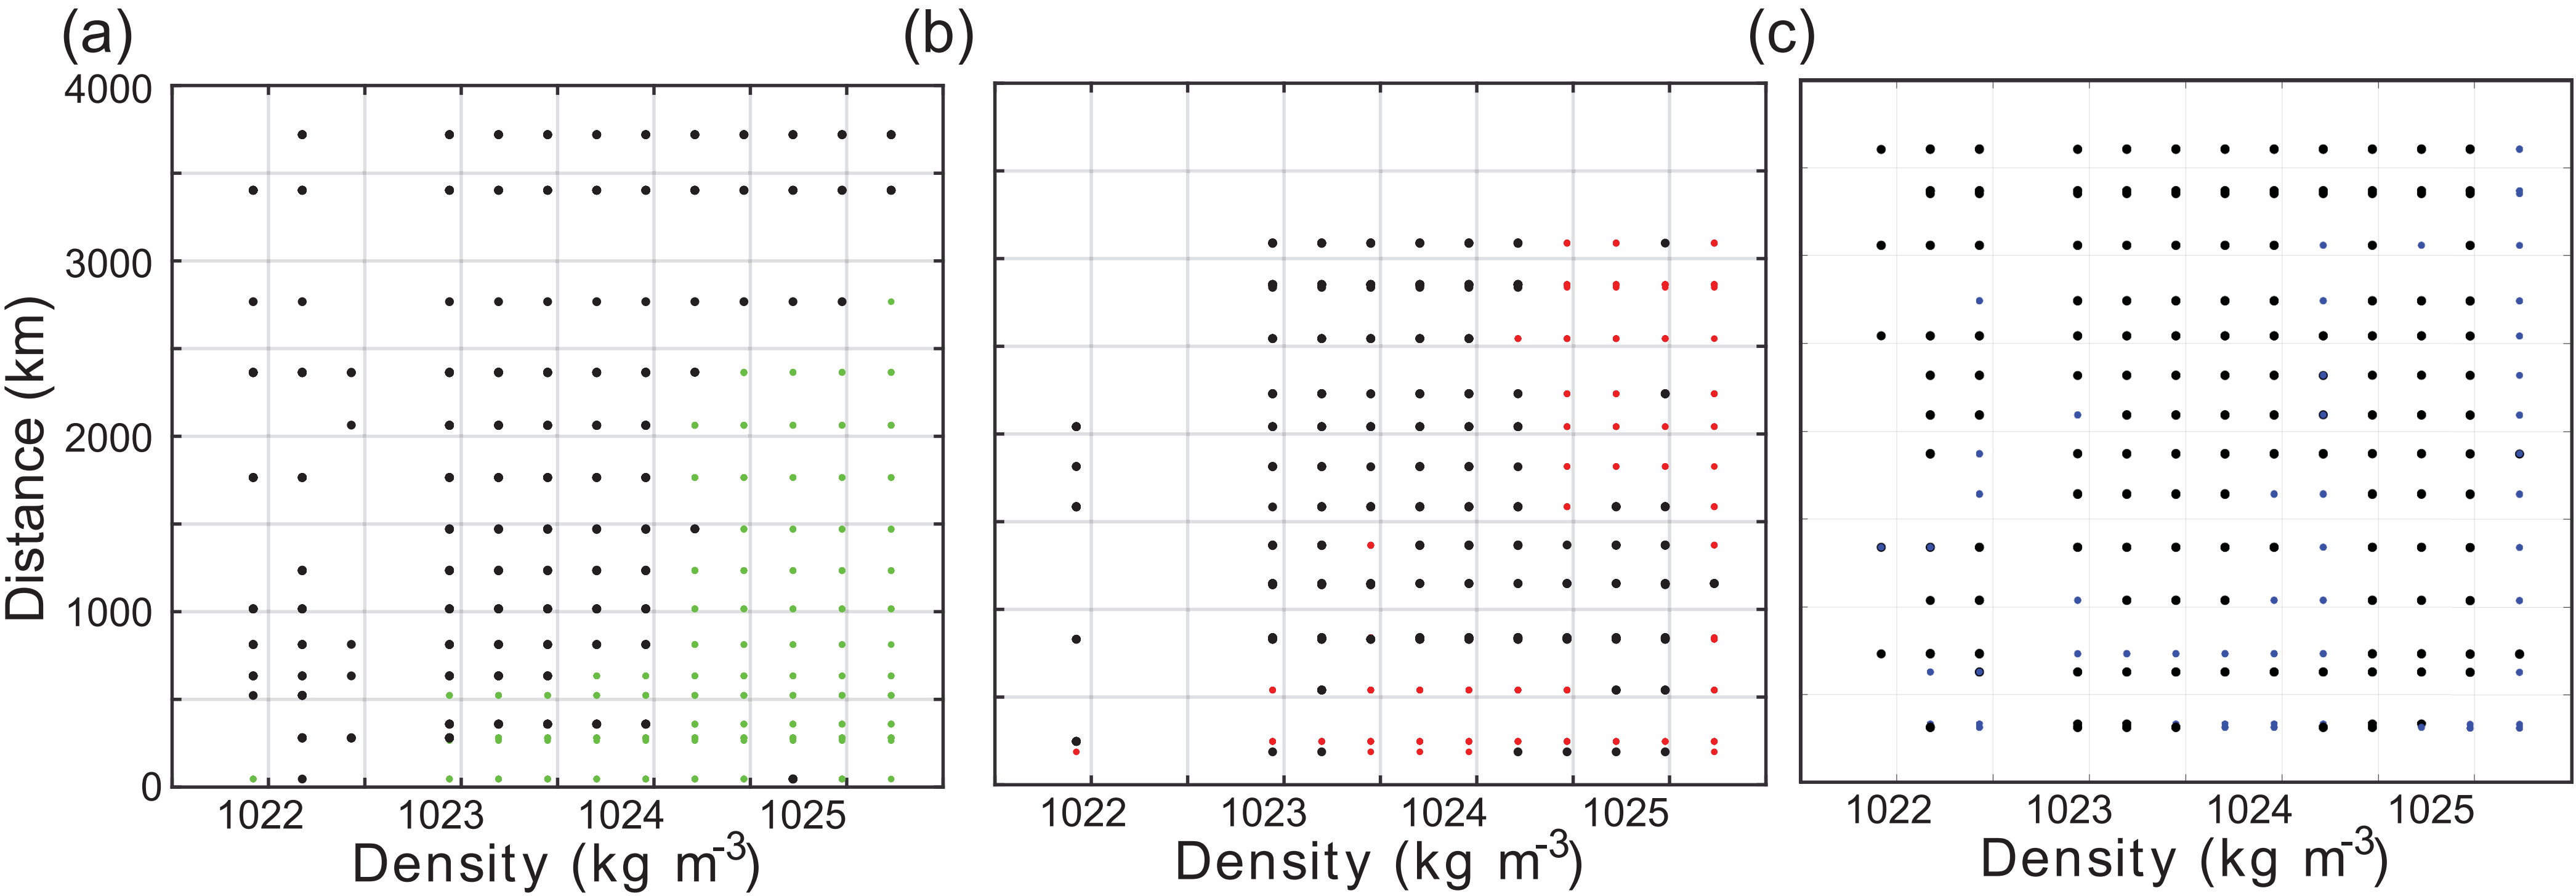 (a)
(b)
(c)
4000
3000
2000
1000
0
Distance (km)
1022 1023 1024 1025
Density (kg m-3)
1022 1023 1024 1025
Density (kg m-3)
1022 1023 1024 1025
Density (kg m-3)